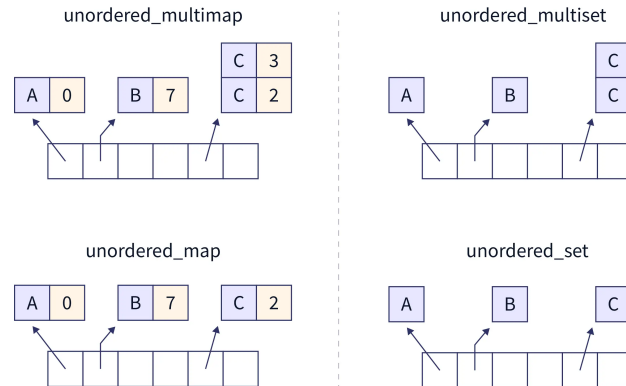 unordered_multimap
C 3
A 0 B 7 C 2
unordered_multiset
C
A B C
unordered_map
A 0 B 7 C 2
unordered_set
A B C